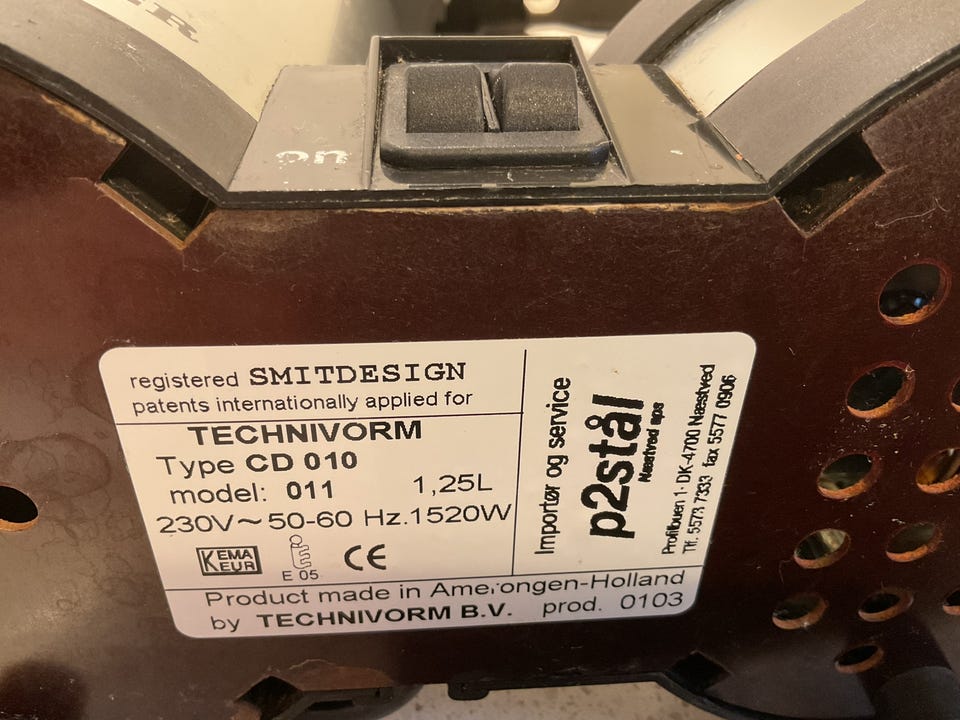 on
registered SMITDESIGN
patents internationally applied for
TECHNIVORM
Type CD 010
model: 011 1,25L
230V~50-60 Hz.1520W
KEMA
KEUR
E 05
CE
Product made in Amerongen-Holland
by TECHNIVORM B.V. prod. 0103
Importør og service
p2stål
Næstved aps
Profilbuen 1· DK-4700 Næstved
Tlf. 5573 7333 fax 5577 0906